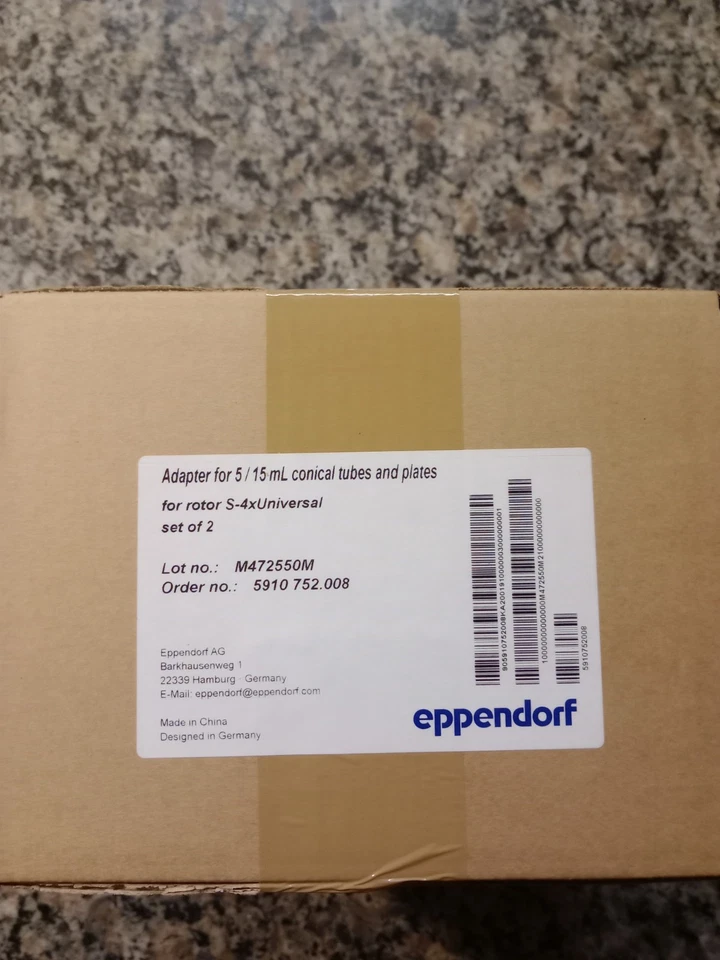 Adapter for 5 / 15 mL conical tubes and plates
for rotor S-4xUniversal
set of 2
Lot no.: M472550M
Order no.: 5910 752.008
Eppendorf AG
Barkhausenweg 1
22339 Hamburg - Germany
E-Mail: eppendorf@eppendorf.com
Made in China
Designed in Germany
eppendorf
5910752008